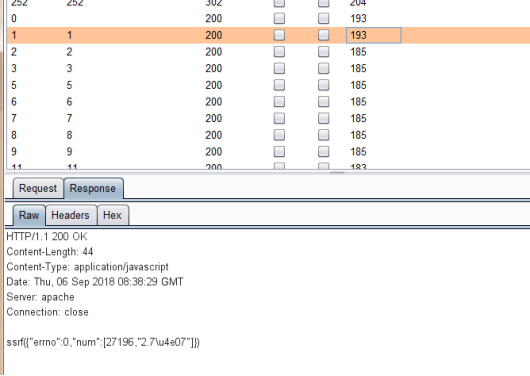 252 252 302 204
0 200 193
1 1 200 193
2 2 200 185
3 3 200 185
5 5 200 185
6 6 200 185
7 7 200 185
8 8 200 185
9 9 200 185
11 11 200 183
Request Response
Raw Headers Hex
HTTP/1.1 200 OK
Content-Length: 44
Content-Type: application/javascript
Date: Thu, 06 Sep 2018 08:38:29 GMT
Server: apache
Connection: close
ssrf({"errno":0,"num":[27196,"2.7\u4e07"]})